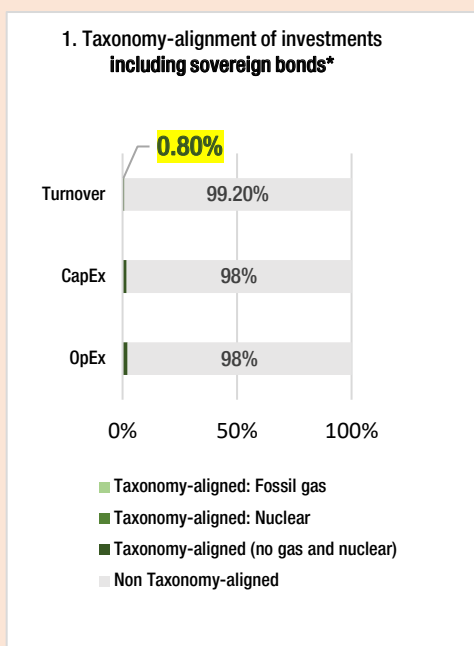 1. Taxonomy-alignment of investments
including sovereign bonds*
0.80%
Turnover 99.20%
CapEx 98%
OpEx 98%
0% 50% 100%
Taxonomy-aligned: Fossil gas
Taxonomy-aligned: Nuclear
Taxonomy-aligned (no gas and nuclear)
Non Taxonomy-aligned